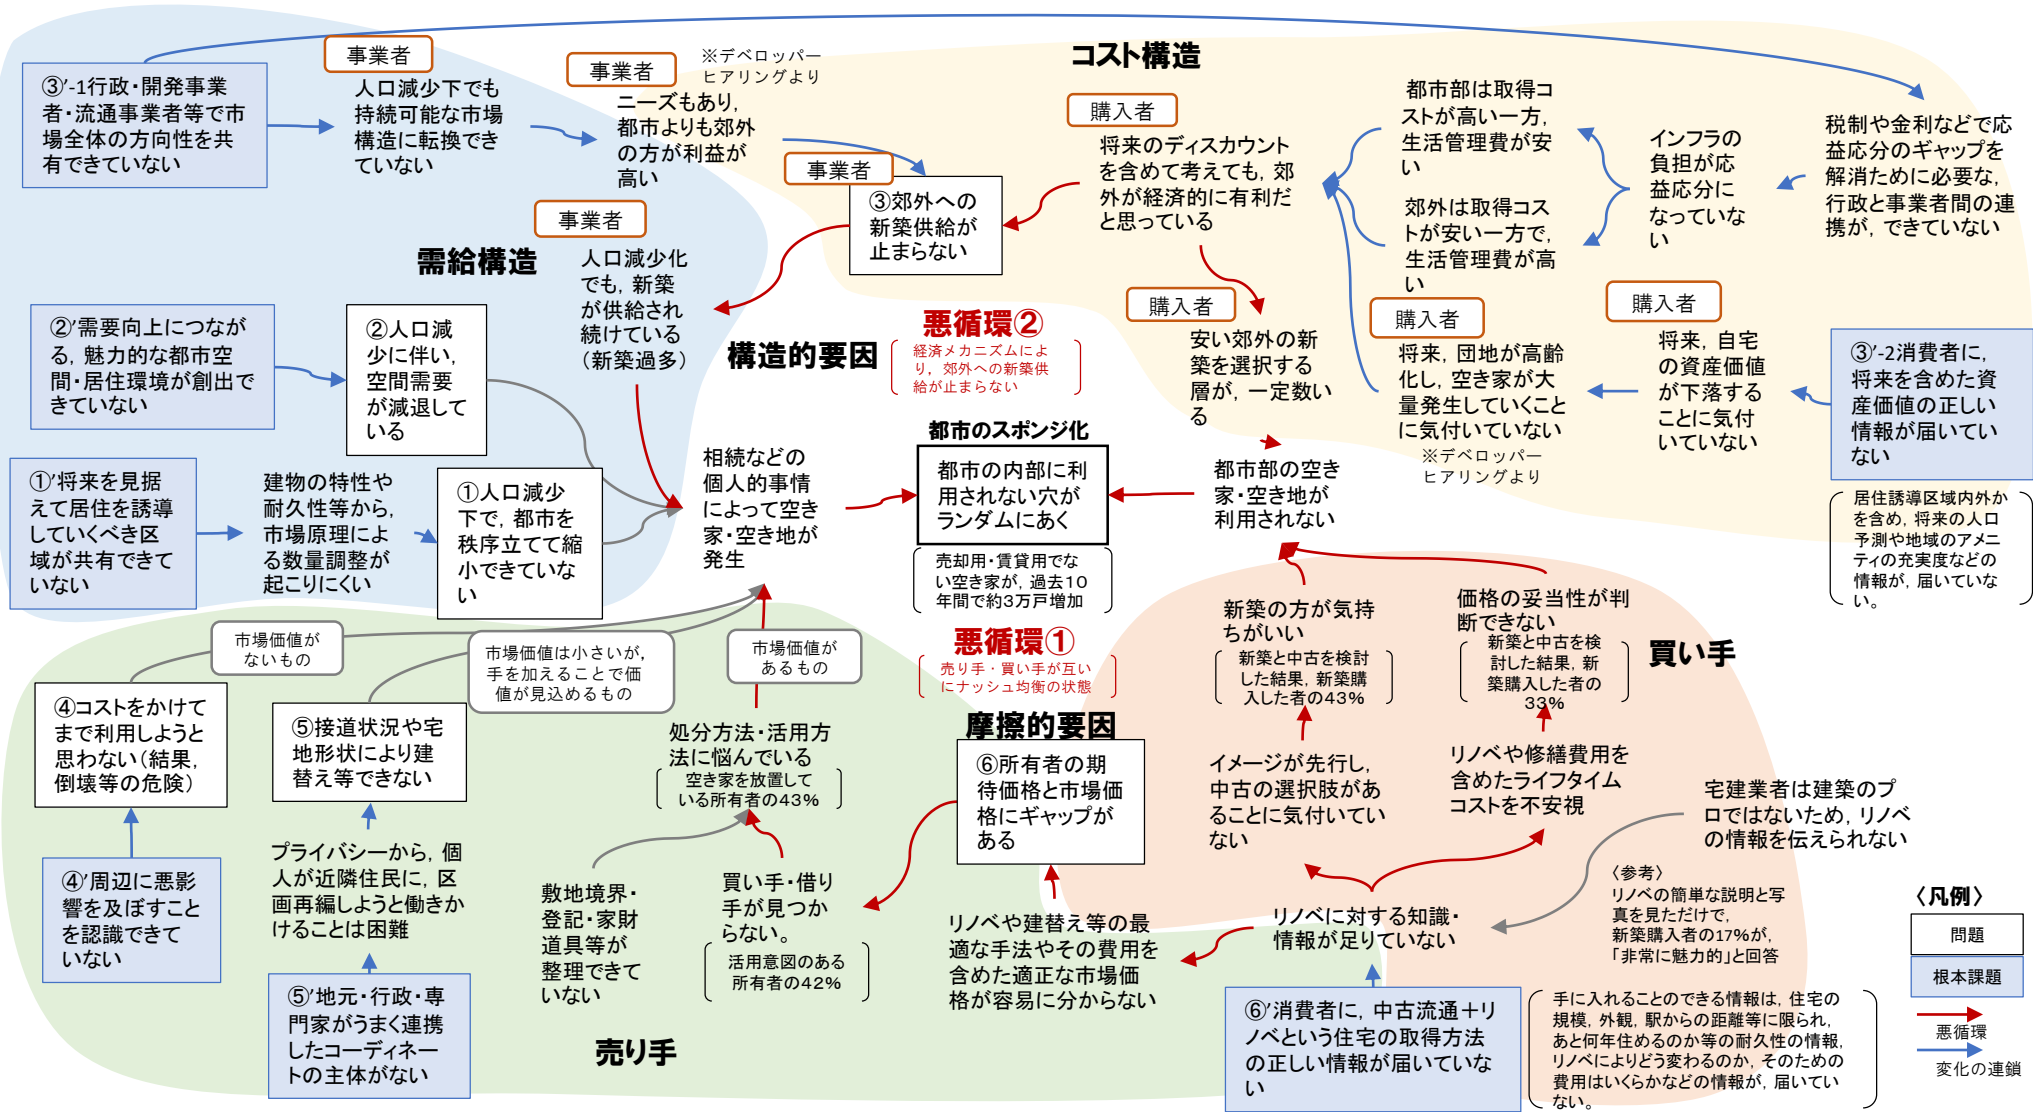 コスト構造
事業者
※デベロッパー
ヒアリングより
事業者
③’-1行政・開発事業
者・流通事業者等で市
場全体の方向性を共
有できていない
人口減少下でも
持続可能な市場
構造に転換でき
ていない
ニーズもあり，
都市よりも郊外
の方が利益が
高い
購入者
将来のディスカウント
を含めて考えても，郊
外が経済的に有利だ
と思っている
都市部は取得コ
ストが高い一方，
生活管理費が安
い
インフラの
負担が応
益応分に
なっていな
い
税制や金利などで応
益応分のギャップを
解消ために必要な，
行政と事業者間の連
携が，できていない
事業者
③郊外への
新築供給が
止まらない
郊外は取得コス
トが安い一方で，
生活管理費が高
い
事業者
需給構造
人口減少化
でも，新築
が供給され
続けている
（新築過多）
②’需要向上につなが
る，魅力的な都市空
間・居住環境が創出で
きていない
②人口減
少に伴い，
空間需要
が減退して
いる
構造的要因
悪循環②
経済メカニズムによ
り，郊外への新築供
給が止まらない
購入者
安い郊外の新
築を選択する
層が，一定数い
る
購入者
将来，団地が高齢
化し，空き家が大
量発生していくこと
に気付いていない
※デベロッパー
ヒアリングより
購入者
将来，自宅
の資産価値
が下落する
ことに気付
いていない
③’-2消費者に，
将来を含めた資
産価値の正しい
情報が届いてい
ない
居住誘導区域内外か
を含め，将来の人口
予測や地域のアメニ
ティの充実度などの
情報が，届いていな
い。
①’将来を見据
えて居住を誘導
していくべき区
域が共有できて
いない
建物の特性や
耐久性等から，
市場原理によ
る数量調整が
起こりにくい
①人口減少
下で，都市を
秩序立てて縮
小できていな
い
相続などの
個人的事情
によって空き
家・空き地が
発生
都市のスポンジ化
都市の内部に利
用されない穴が
ランダムにあく
売却用・賃貸用でな
い空き家が，過去１０
年間で約３万戸増加
都市部の空き
家・空き地が
利用されない
悪循環①
売り手・買い手が互い
にナッシュ均衡の状態
市場価値が
ないもの
市場価値は小さいが，
手を加えることで価
値が見込めるもの
市場価値が
あるもの
新築の方が気持
ちがいい
新築と中古を検討
した結果，新築購
入した者の43％
価格の妥当性が判
断できない
新築と中古を検
討した結果，新
築購入した者の
33％
買い手
④コストをかけて
まで利用しようと
思わない（結果，
倒壊等の危険）
⑤接道状況や宅
地形状により建
替え等できない
処分方法・活用方
法に悩んでいる
空き家を放置して
いる所有者の43％
摩擦的要因
⑥所有者の期
待価格と市場価
格にギャップが
ある
イメージが先行し，
中古の選択肢があ
ることに気付いてい
ない
リノベや修繕費用を
含めたライフタイム
コストを不安視
宅建業者は建築のプ
ロではないため，リノベ
の情報を伝えられない
④’周辺に悪影
響を及ぼすこと
を認識できて
いない
プライバシーから，個
人が近隣住民に，区
画再編しようと働きか
けることは困難
敷地境界・
登記・家財
道具等が
整理できて
いない
買い手・借り
手が見つか
らない。
活用意図のある
所有者の42％
リノベや建替え等の最
適な手法やその費用を
含めた適正な市場価
格が容易に分からない
リノベに対する知識・
情報が足りていない
〈参考〉
リノベの簡単な説明と写
真を見ただけで，
新築購入者の17％が，
「非常に魅力的」と回答
⑤’地元・行政・専
門家がうまく連携
したコーディネー
トの主体がない
売り手
⑥’消費者に，中古流通＋リ
ノベという住宅の取得方法
の正しい情報が届いていな
い
手に入れることのできる情報は，住宅の
規模，外観，駅からの距離等に限られ，
あと何年住めるのか等の耐久性の情報，
リノベによりどう変わるのか，そのための
費用はいくらかなどの情報が，届いてい
ない。
〈凡例〉
問題
根本課題
悪循環
変化の連鎖